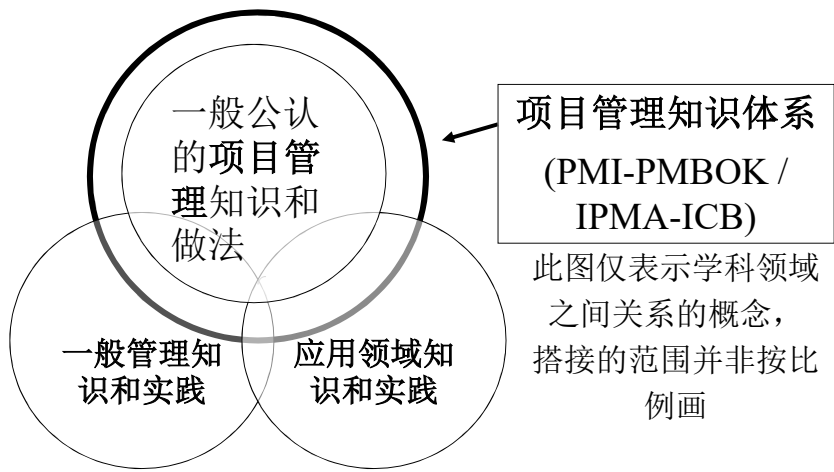 一般公认
的项目管
理知识和
做法
项目管理知识体系
(PMI-PMBOK /
IPMA-ICB)
此图仅表示学科领域
之间关系的概念，
搭接的范围并非按比
例画
一般管理知
识和实践
应用领域知
识和实践